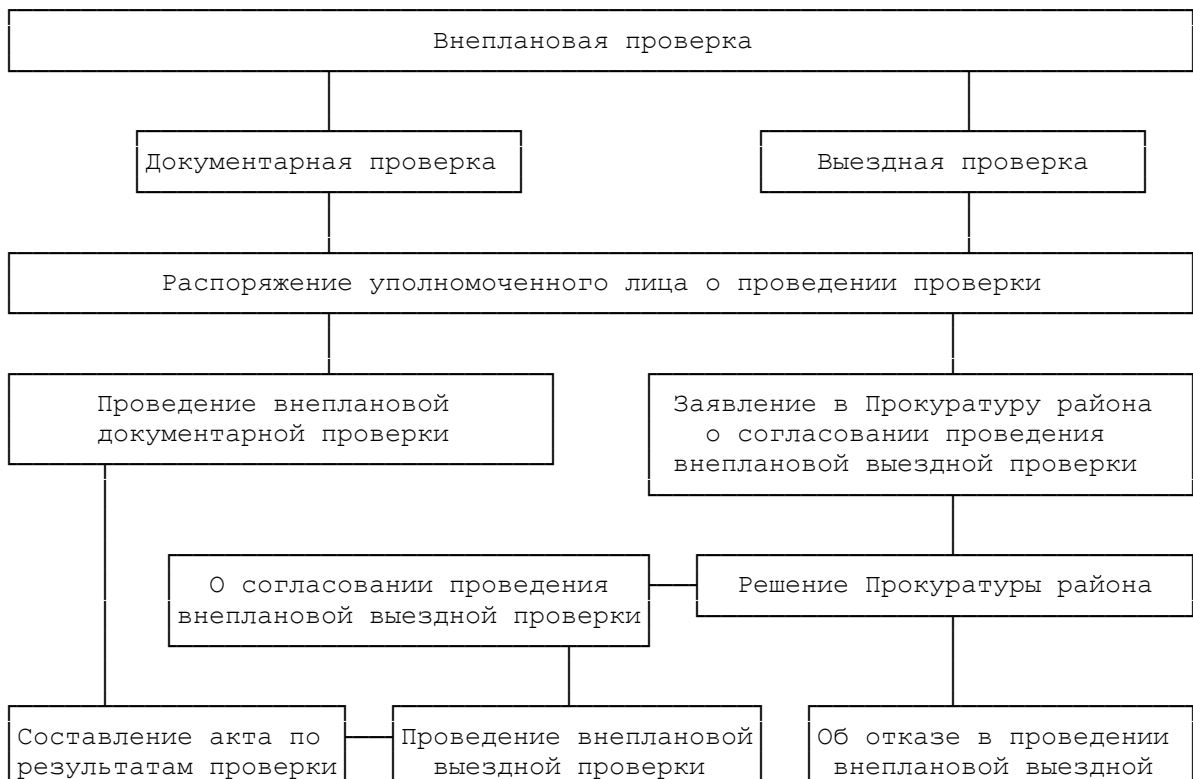 Внеплановая проверка
Документарная проверка
Выездная проверка
Распоряжение уполномоченного лица о проведении проверки
Проведение внеплановой
документарной проверки
Заявление в Прокуратуру района
о согласовании проведения
внеплановой выездной проверки
О согласовании проведения
внеплановой выездной проверки
Решение Прокуратуры района
Составление акта по
результатам проверки
Проведение внеплановой
выездной проверки
Об отказе в проведении
внеплановой выездной